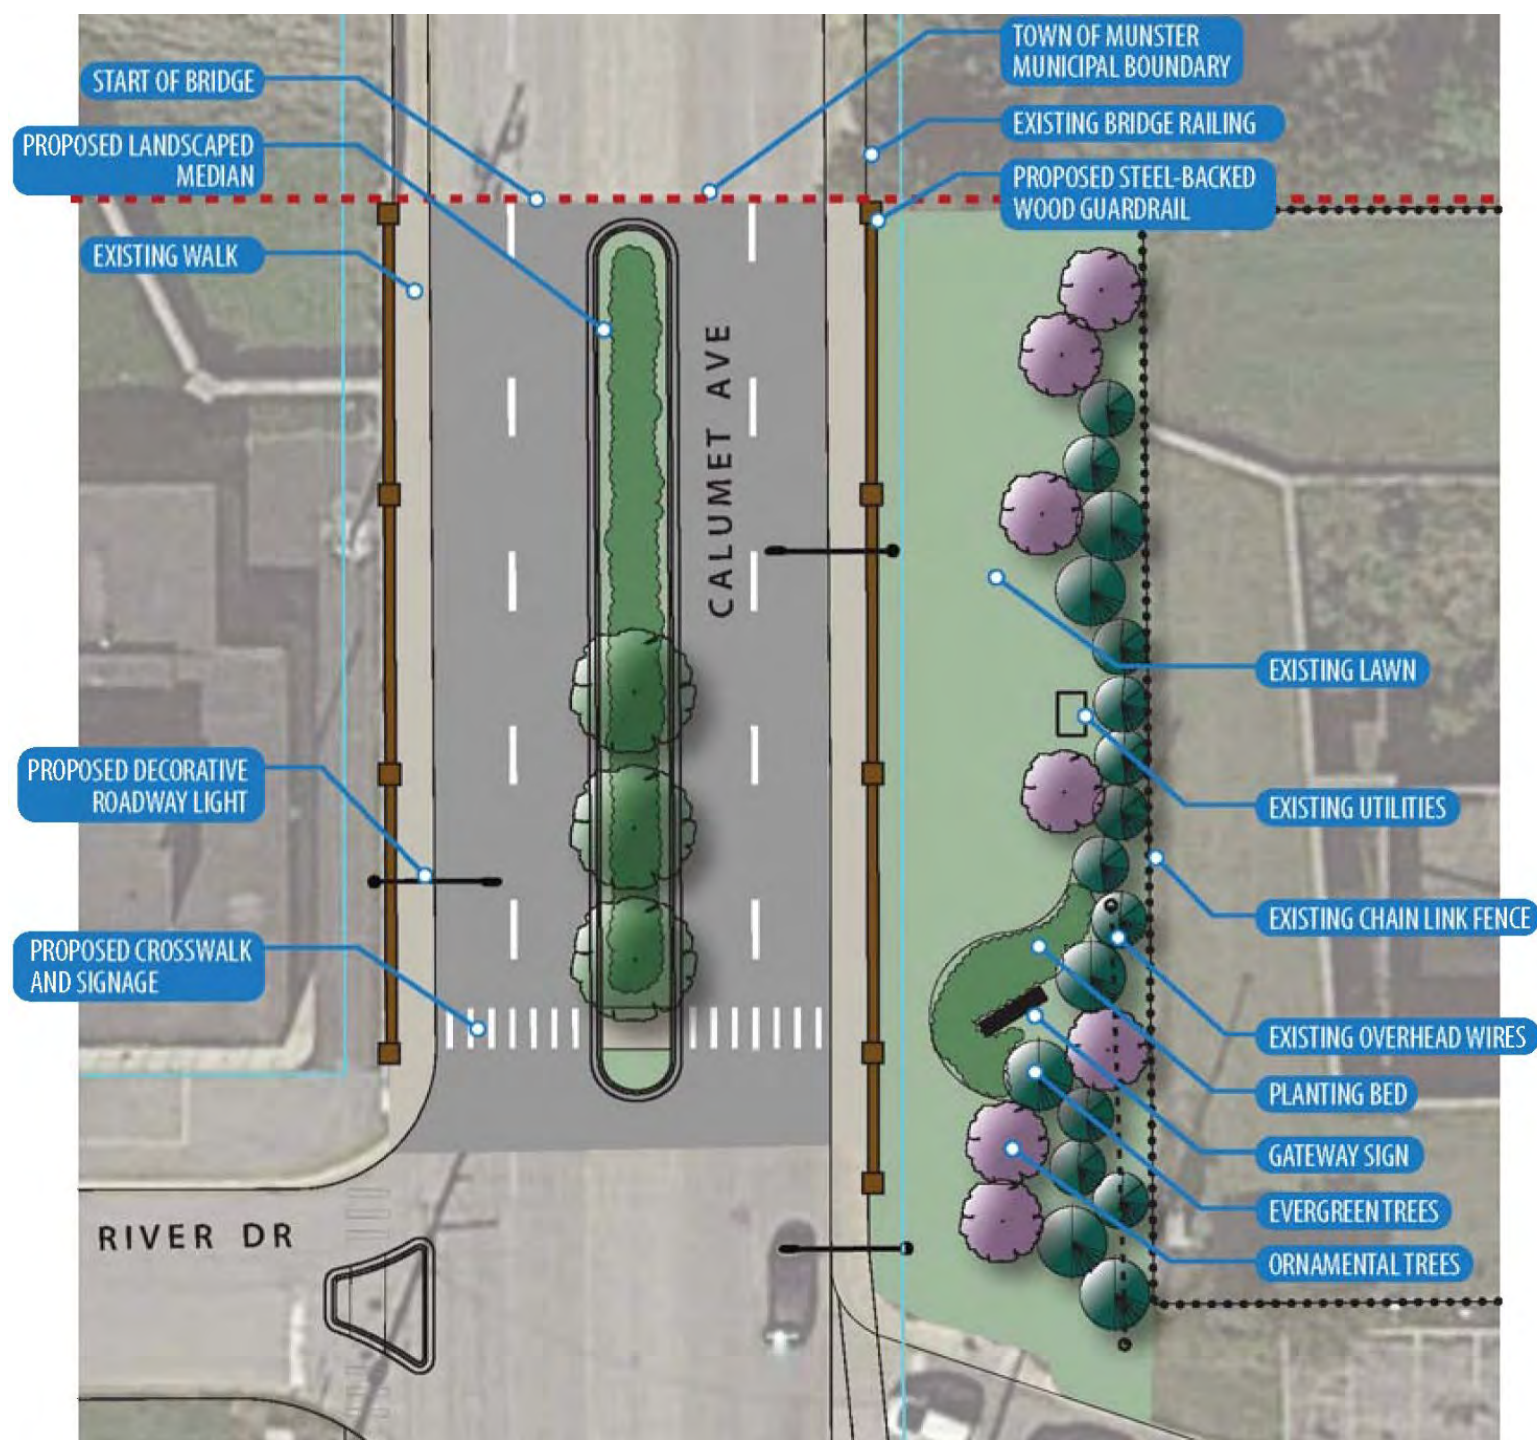 START OF BRIDGE
PROPOSED LANDSCAPED
MEDIAN
EXISTING WALK
PROPOSED DECORATIVE
ROADWAY LIGHT
PROPOSED CROSSWALK
AND SIGNAGE
RIVER DR
CALUMET AVE
TOWN OF MUNSTER
MUNICIPAL BOUNDARY
EXISTING BRIDGE RAILING
PROPOSED STEEL-BACKED
WOOD GUARDRAIL
EXISTING LAWN
EXISTING UTILITIES
EXISTING CHAIN LINK FENCE
EXISTING OVERHEAD WIRES
PLANTING BED
GATEWAY SIGN
EVERGREEN TREES
ORNAMENTAL TREES